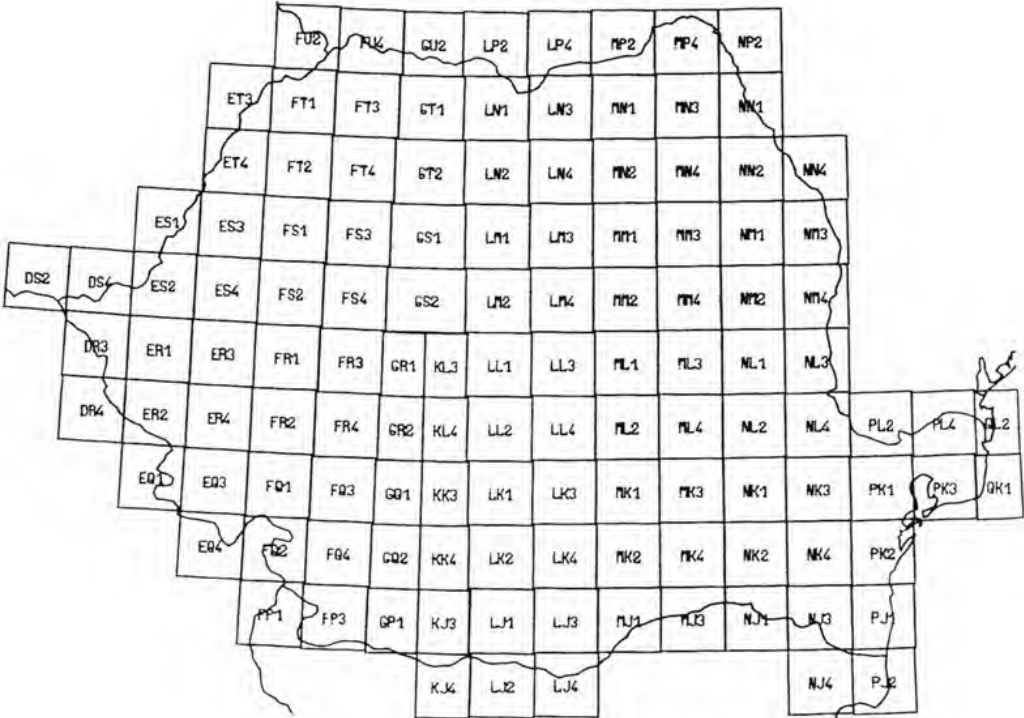 FU2 FU4 GU2 LP2 LP4 MP2 MP4 NP2
ET3 FT1 FT3 GT1 LN1 LN3 MN1 MN3 NN1
ET4 FT2 FT4 GT2 LN2 LN4 MN2 MN4 NN2 NN4
ES1 ES3 FS1 FS3 GS1 LM1 LM3 MM1 MM3 NM1 NM3
DS2 DS4 ES2 ES4 FS2 FS4 GS2 LM2 LM4 MM2 MM4 NM2 NM4
DR3 ER1 ER3 FR1 FR3 GR1 KL3 LL1 LL3 ML1 ML3 NL1 NL3
DR4 ER2 ER4 FR2 FR4 GR2 KL4 LL2 LL4 ML2 ML4 NL2 NL4 PL2 PL4 QL2
EQ1 EQ3 FQ1 FQ3 GQ1 KK3 LK1 LK3 MK1 MK3 NK1 NK3 PK1 PK3 QK1
EQ4 FQ2 FQ4 GQ2 KK4 LK2 LK4 MK2 MK4 NK2 NK4 PK2
FP1 FP3 GP1 KJ3 LJ1 LJ3 MJ1 MJ3 NJ1 NJ3 PJ1
KJ4 LJ2 LJ4 NJ4 PJ2